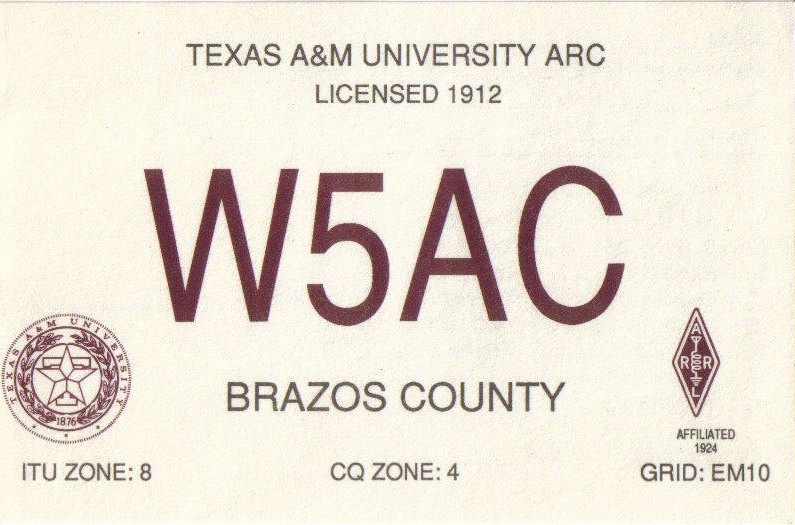 TEXAS A&M UNIVERSITY ARC
LICENSED 1912
W5AC
TEXAS A&M UNIVERSITY
1876
BRAZOS COUNTY
A
R R
L
AFFILIATED
1924
ITU ZONE: 8
CQ ZONE: 4
GRID: EM10